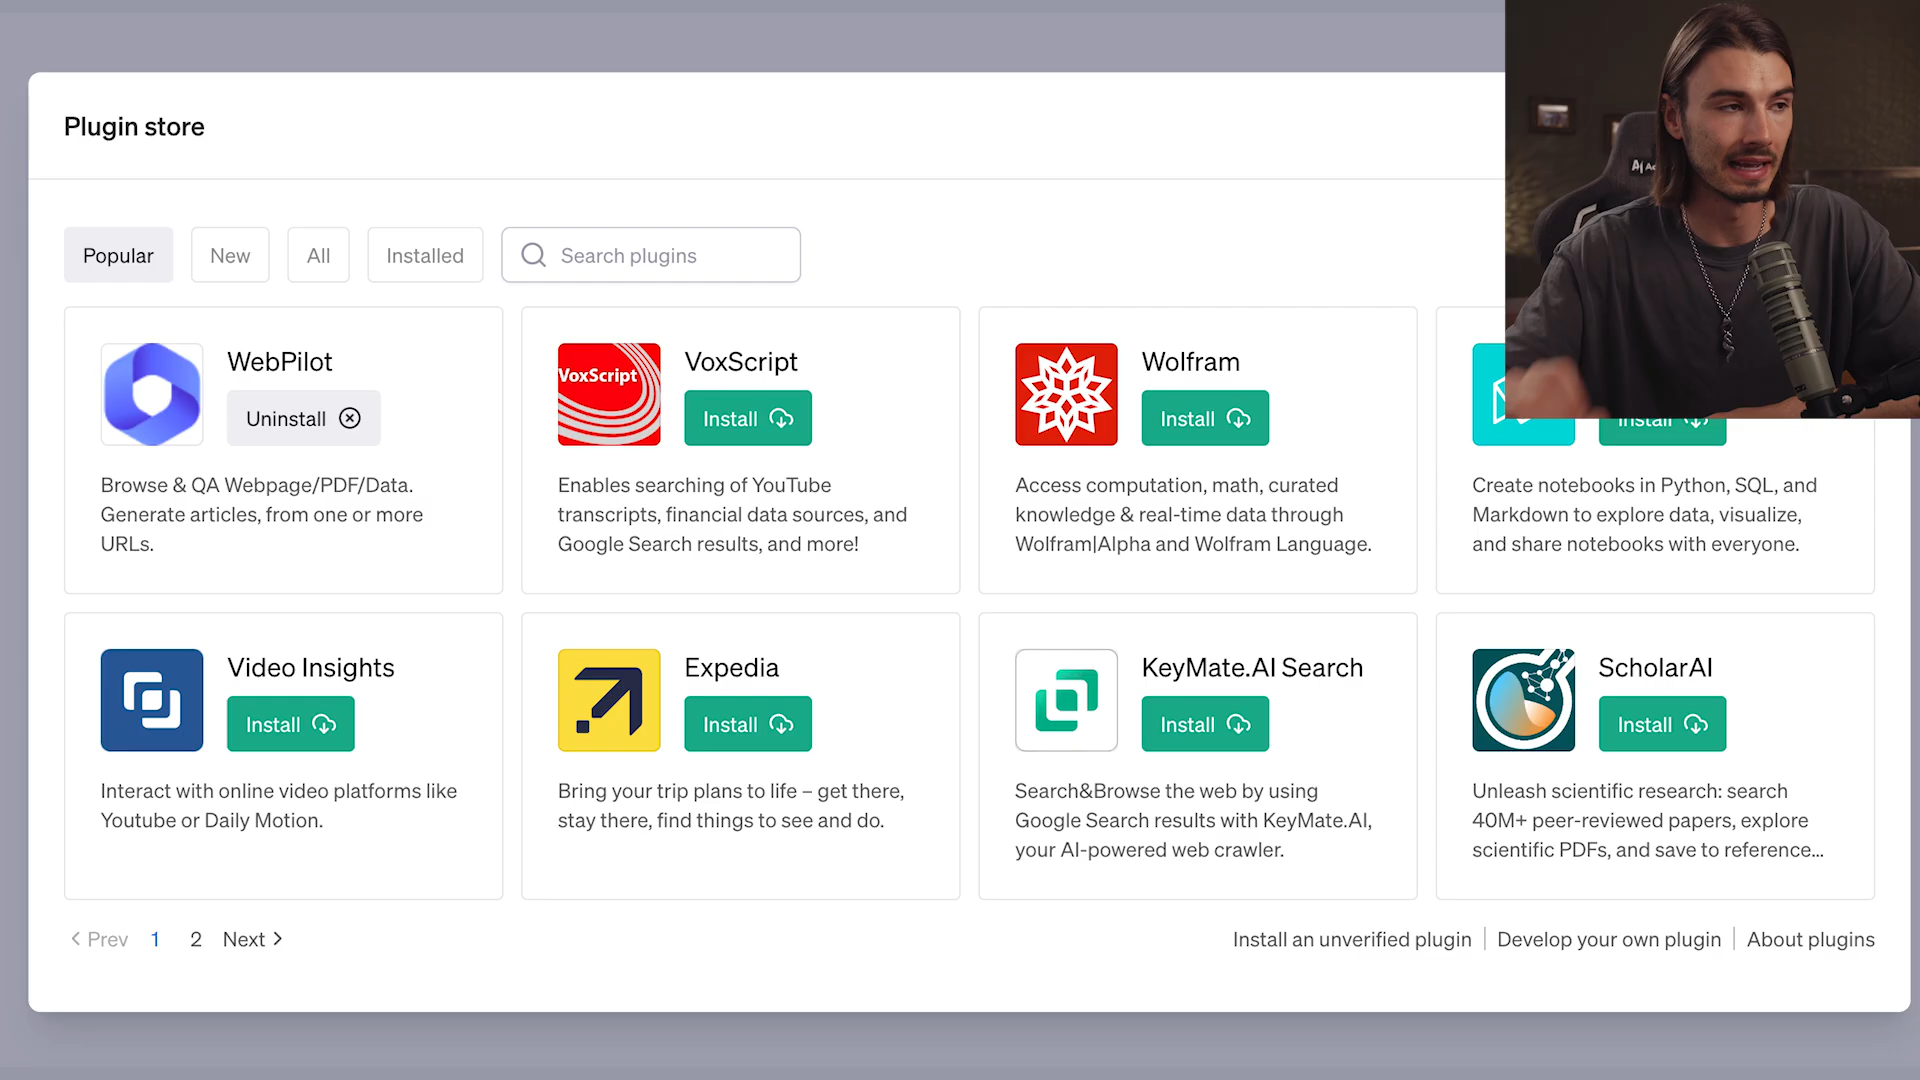 Plugin store
Popular
New
All
Installed
Search plugins
WebPilot
Uninstall
Browse & QA Webpage/PDF/Data.
Generate articles, from one or more
URLs.
VoxScript
VoxScript
Install
Enables searching of YouTube
transcripts, financial data sources, and
Google Search results, and more!
Wolfram
Install
Access computation, math, curated
knowledge & real-time data through
Wolfram|Alpha and Wolfram Language.
Install
Create notebooks in Python, SQL, and
Markdown to explore data, visualize,
and share notebooks with everyone.
Video Insights
Install
Interact with online video platforms like
Youtube or Daily Motion.
Expedia
Install
Bring your trip plans to life – get there,
stay there, find things to see and do.
KeyMate.AI Search
Install
Search&Browse the web by using
Google Search results with KeyMate.AI,
your AI-powered web crawler.
ScholarAI
Install
Unleash scientific research: search
40M+ peer-reviewed papers, explore
scientific PDFs, and save to reference...
Prev 1 2 Next
Install an unverified plugin
Develop your own plugin
About plugins